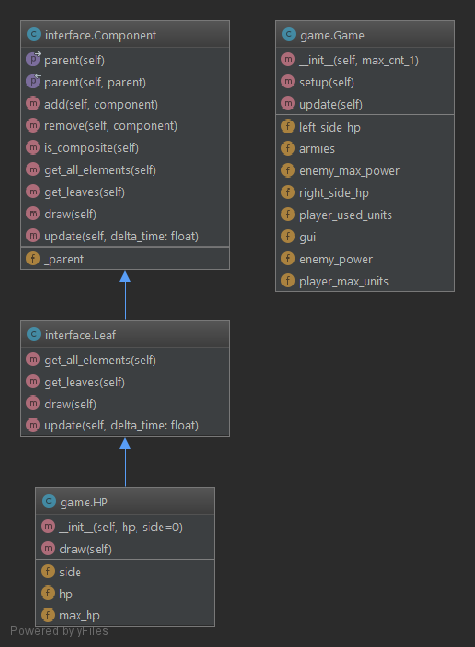 interface.Component
parent(self)
parent(self, parent)
add(self, component)
remove(self, component)
is_composite(self)
get_all_elements(self)
get_leaves(self)
draw(self)
update(self, delta_time: float)
_parent
game.Game
__init__(self, max_cnt_1)
setup(self)
update(self)
left_side_hp
armies
enemy_max_power
right_side_hp
player_used_units
gui
enemy_power
player_max_units
interface.Leaf
get_all_elements(self)
get_leaves(self)
draw(self)
update(self, delta_time: float)
game.HP
__init__(self, hp, side=0)
draw(self)
side
hp
max_hp
Powered by yFiles